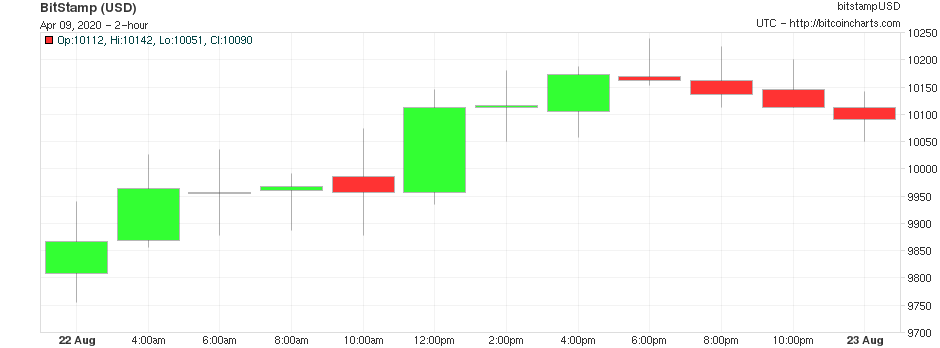 BitStamp (USD)
bitstampUSD
Apr 09, 2020 - 2-hour
UTC - http://bitcoincharts.com
Op:10112, Hi:10142, Lo:10051, Cl:10090
10250
10200
10150
10100
10050
10000
9950
9900
9850
9800
9750
9700
22 Aug
4:00am
6:00am
8:00am
10:00am
12:00pm
2:00pm
4:00pm
6:00pm
8:00pm
10:00pm
23 Aug